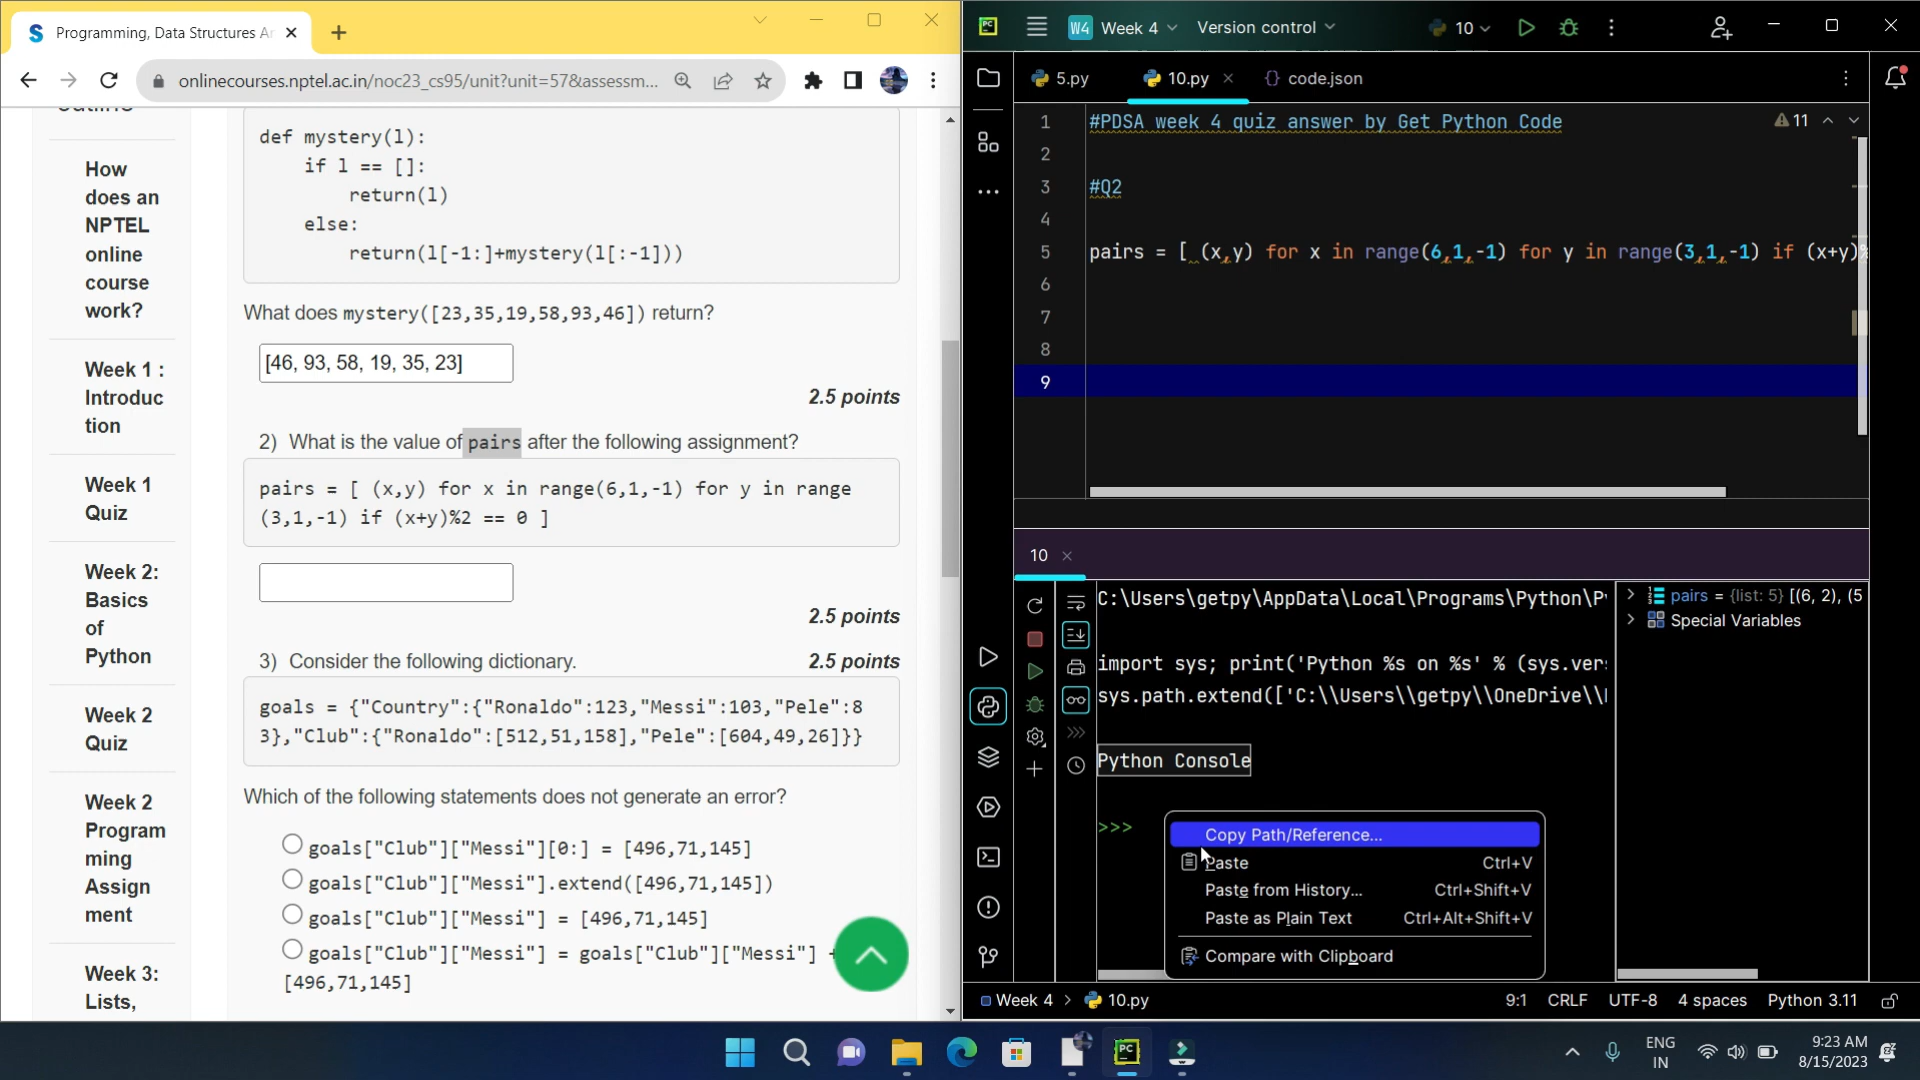 Programming, Data Structures Ar
onlinecourses.nptel.ac.in/noc23_cs95/unit?unit=57&assessm...
How
does an
NPTEL
online
course
work?
Week 1 :
Introduc
tion
Week 1
Quiz
Week 2:
Basics
of
Python
Week 2
Quiz
Week 2
Program
ming
Assign
ment
Week 3:
Lists,
def mystery(l):
if l == []:
return(l)
else:
return(l[-1:]+mystery(l[:-1]))
What does mystery([23,35,19,58,93,46]) return?
[46, 93, 58, 19, 35, 23]
2.5 points
2) What is the value of pairs after the following assignment?
pairs = [ (x,y) for x in range(6,1,-1) for y in range
(3,1,-1) if (x+y)%2 == 0 ]
2.5 points
3) Consider the following dictionary.
2.5 points
goals = {"Country":{"Ronaldo":123,"Messi":103,"Pele":8
3},"Club":{"Ronaldo":[512,51,158],"Pele":[604,49,26]}}
Which of the following statements does not generate an error?
goals["Club"]["Messi"][0:] = [496,71,145]
goals["Club"]["Messi"].extend([496,71,145])
goals["Club"]["Messi"] = [496,71,145]
goals["Club"]["Messi"] = goals["Club"]["Messi"] +
[496,71,145]
PC
W4 Week 4
Version control
10
5.py
10.py
{} code.json
1 #PDSA week 4 quiz answer by Get Python Code
11
2
3 #Q2
4
5 pairs = [ (x,y) for x in range(6,1,-1) for y in range(3,1,-1) if (x+y)%
6
7
8
9
10
C:\Users\getpy\AppData\Local\Programs\Python\P
import sys; print('Python %s on %s' % (sys.ver
sys.path.extend(['C:\\Users\\getpy\\OneDrive\\
Python Console
>>>
pairs = {list: 5} [(6, 2), (5
Special Variables
Copy Path/Reference...
Paste Ctrl+V
Paste from History... Ctrl+Shift+V
Paste as Plain Text Ctrl+Alt+Shift+V
Compare with Clipboard
Week 4 > 10.py
9:1 CRLF UTF-8 4 spaces Python 3.11
PC
ENG
IN
9:23 AM
8/15/2023